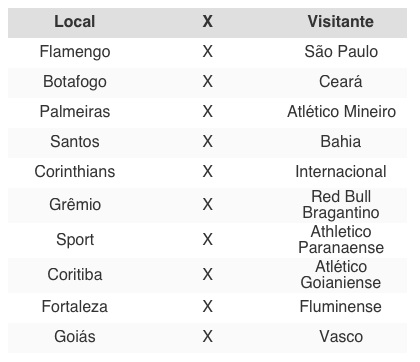 Local X Visitante
Flamengo X São Paulo
Botafogo X Ceará
Palmeiras X Atlético Mineiro
Santos X Bahia
Corinthians X Internacional
Grêmio X Red Bull
Bragantino
Sport X Athletico
Paranaense
Coritiba X Atlético
Goianiense
Fortaleza X Fluminense
Goiás X Vasco